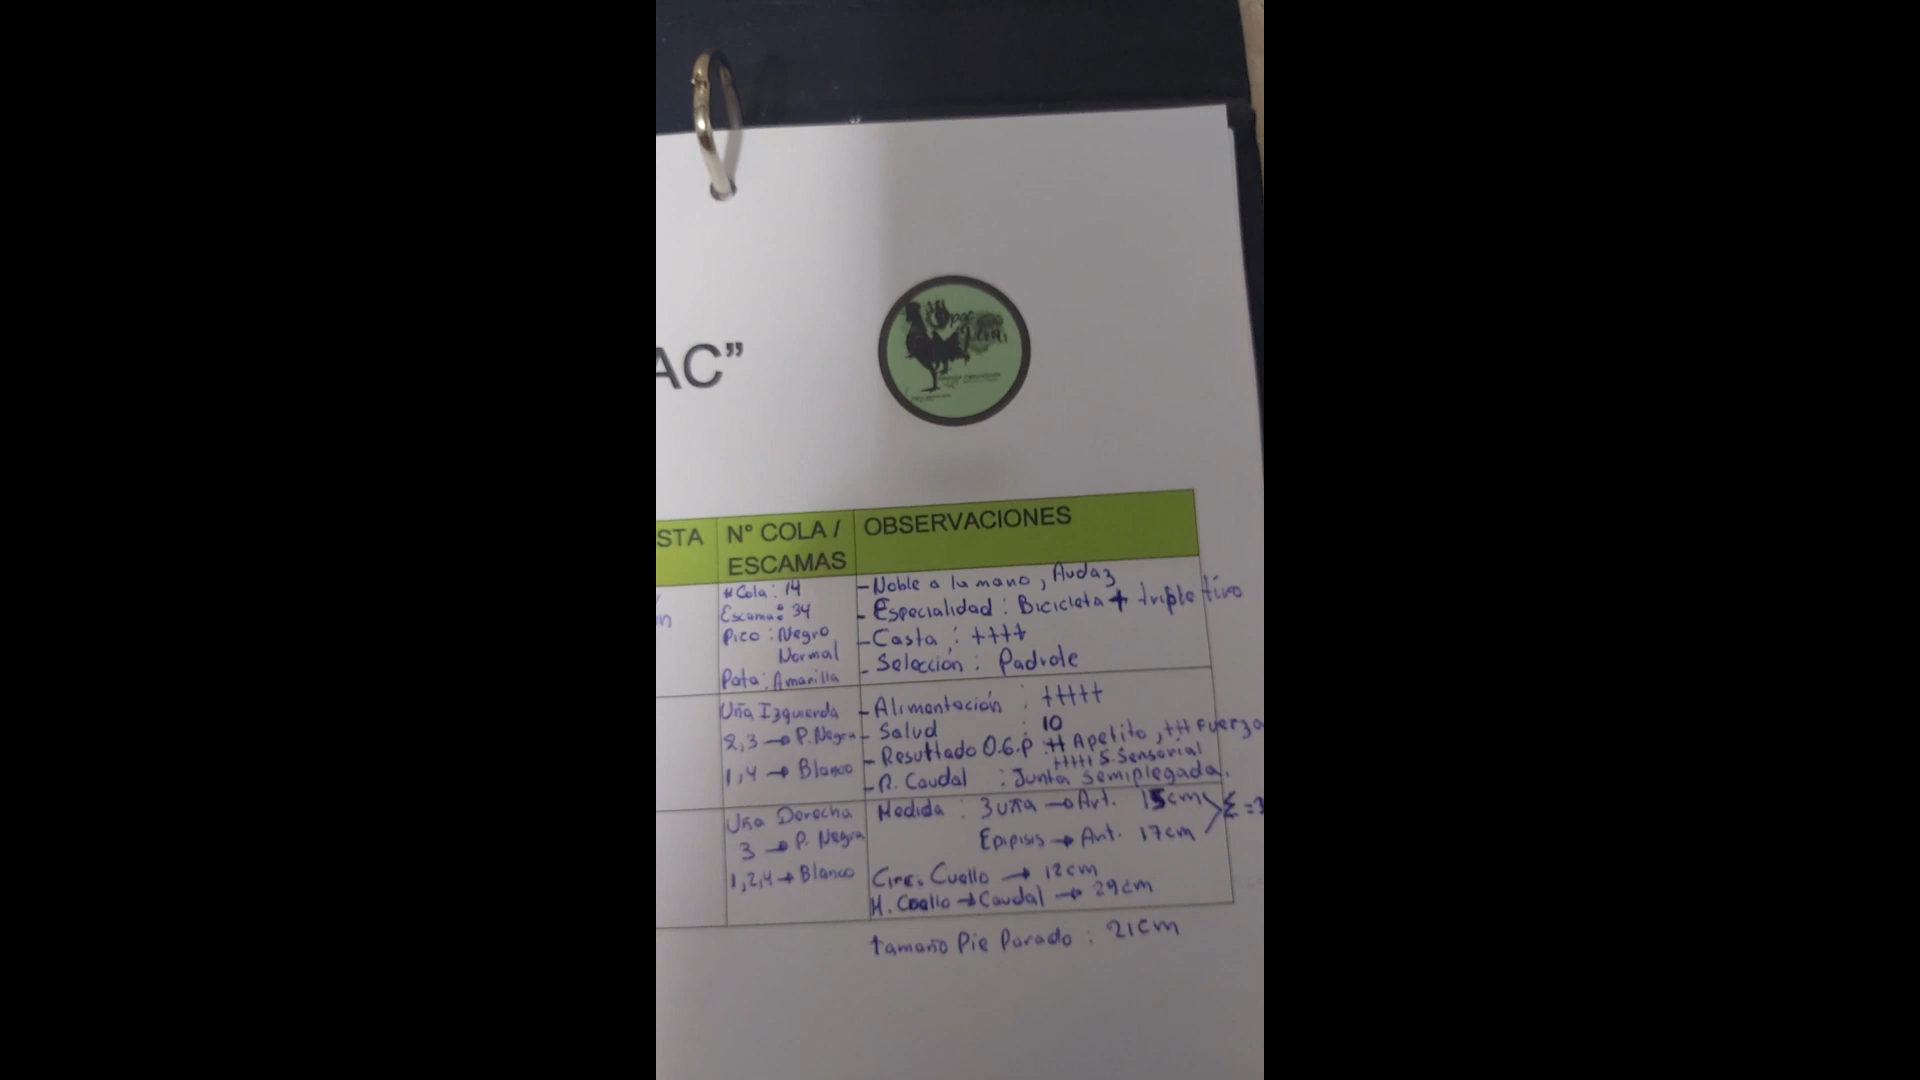 AC”
STA
N° COLA /
ESCAMAS
OBSERVACIONES
# Cola: 14
Escama: 34
Pico: Negro
Normal
Pata: Amarilla
- Noble a la mano, Audaz
- Especialidad: Bicicleta + triple tiro
- Casta: ++++
- Selección: Padrote
Uña Izquierda
2,3 → P. Negra
1,4 → Blanco
- Alimentación: +++++
- Salud: 10
- Resultado O.G.P: ++ Apetito, +++ Fuerza
+++++ S. Sensorial
- R. Caudal: Junta Semiplegada.
Uña Derecha
3 → P. Negra
1,2,4 → Blanco
Medida: 3 uña → Art. 15cm
Epipisis → Art. 17cm
Σ=3
Circ. Cuello → 12cm
H. Cuello → Caudal → 29cm
tamaño Pie Parado: 21cm